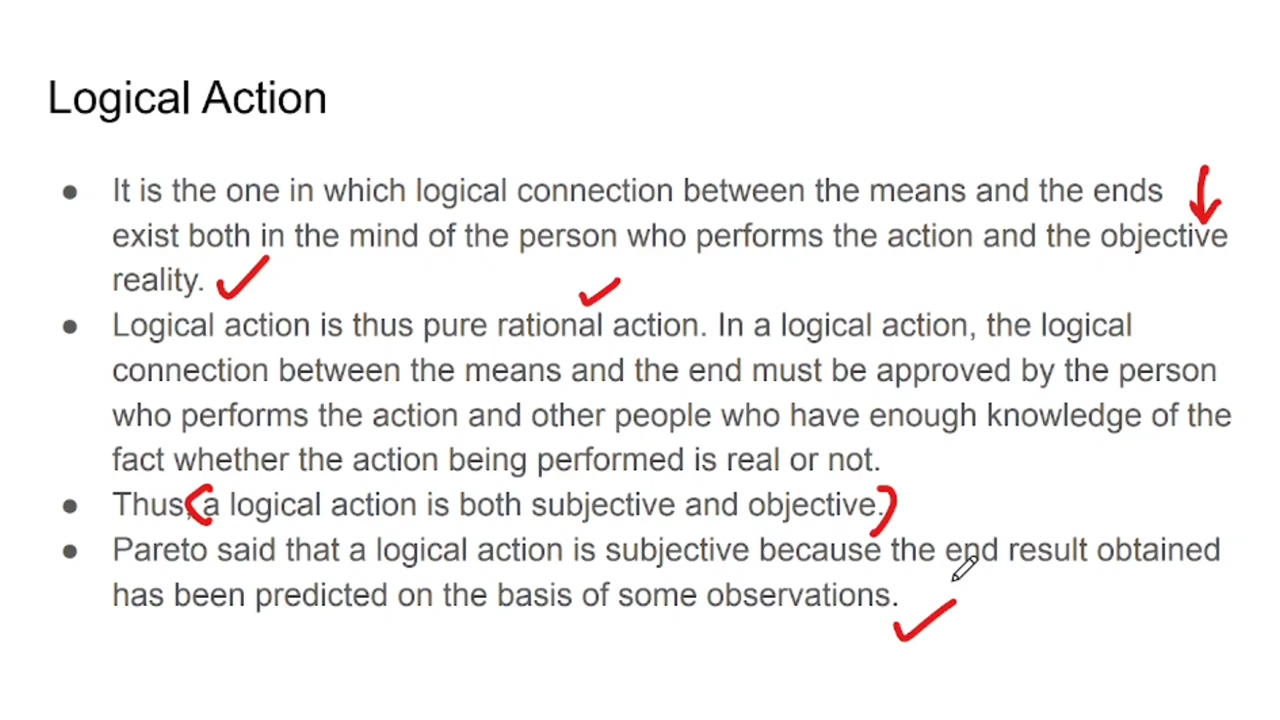 Logical Action
● It is the one in which logical connection between the means and the ends
exist both in the mind of the person who performs the action and the objective
reality.
● Logical action is thus pure rational action. In a logical action, the logical
connection between the means and the end must be approved by the person
who performs the action and other people who have enough knowledge of the
fact whether the action being performed is real or not.
● Thus, a logical action is both subjective and objective.
● Pareto said that a logical action is subjective because the end result obtained
has been predicted on the basis of some observations.